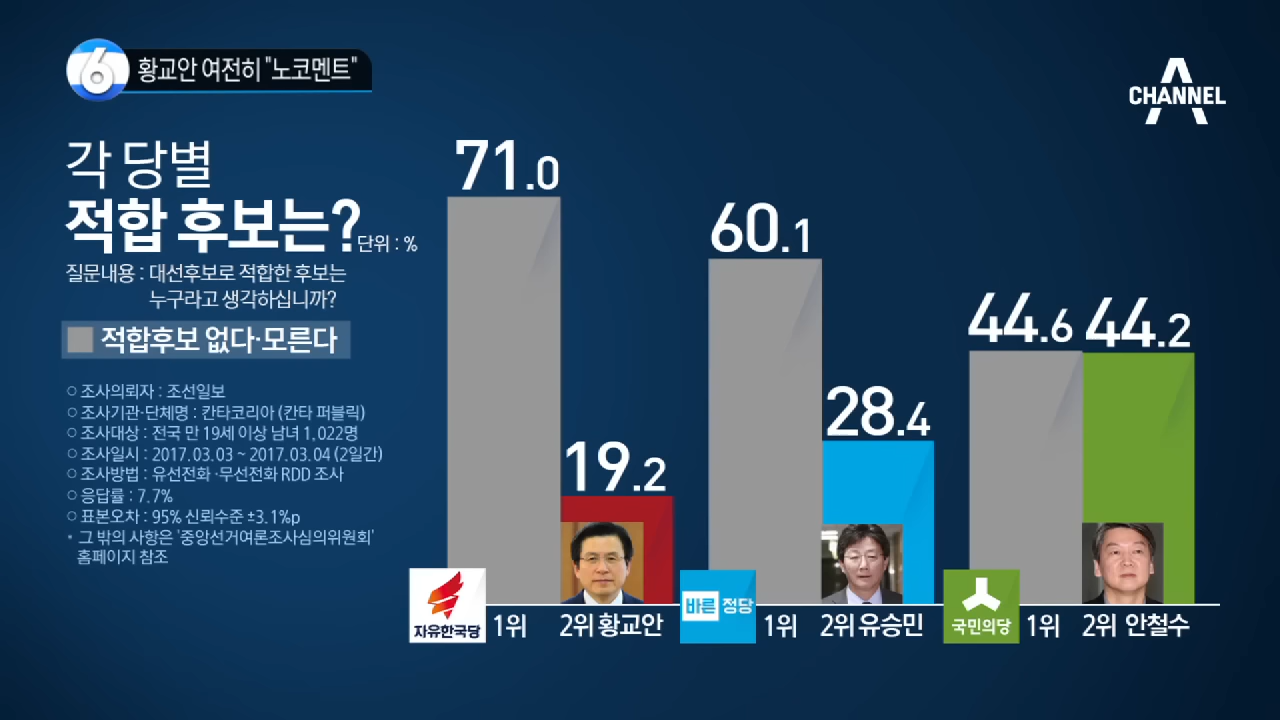 6 황교안 여전히 "노코멘트"
CHANNEL A
각 당별
적합 후보는?
단위 : %
질문내용 : 대선후보로 적합한 후보는
누구라고 생각하십니까?
적합후보 없다·모른다
○ 조사의뢰자 : 조선일보
○ 조사기관·단체명 : 칸타코리아 (칸타 퍼블릭)
○ 조사대상 : 전국 만 19세 이상 남녀 1,022명
○ 조사일시 : 2017.03.03 ~ 2017.03.04 (2일간)
○ 조사방법 : 유선전화 ·무선전화 RDD 조사
○ 응답률 : 7.7%
○ 표본오차 : 95% 신뢰수준 ±3.1%p
* 그 밖의 사항은 '중앙선거여론조사심의위원회'
홈페이지 참조
71.0
19.2
60.1
28.4
44.6
44.2
자유한국당
1위
2위 황교안
바른정당
1위
2위 유승민
국민의당
1위
2위 안철수